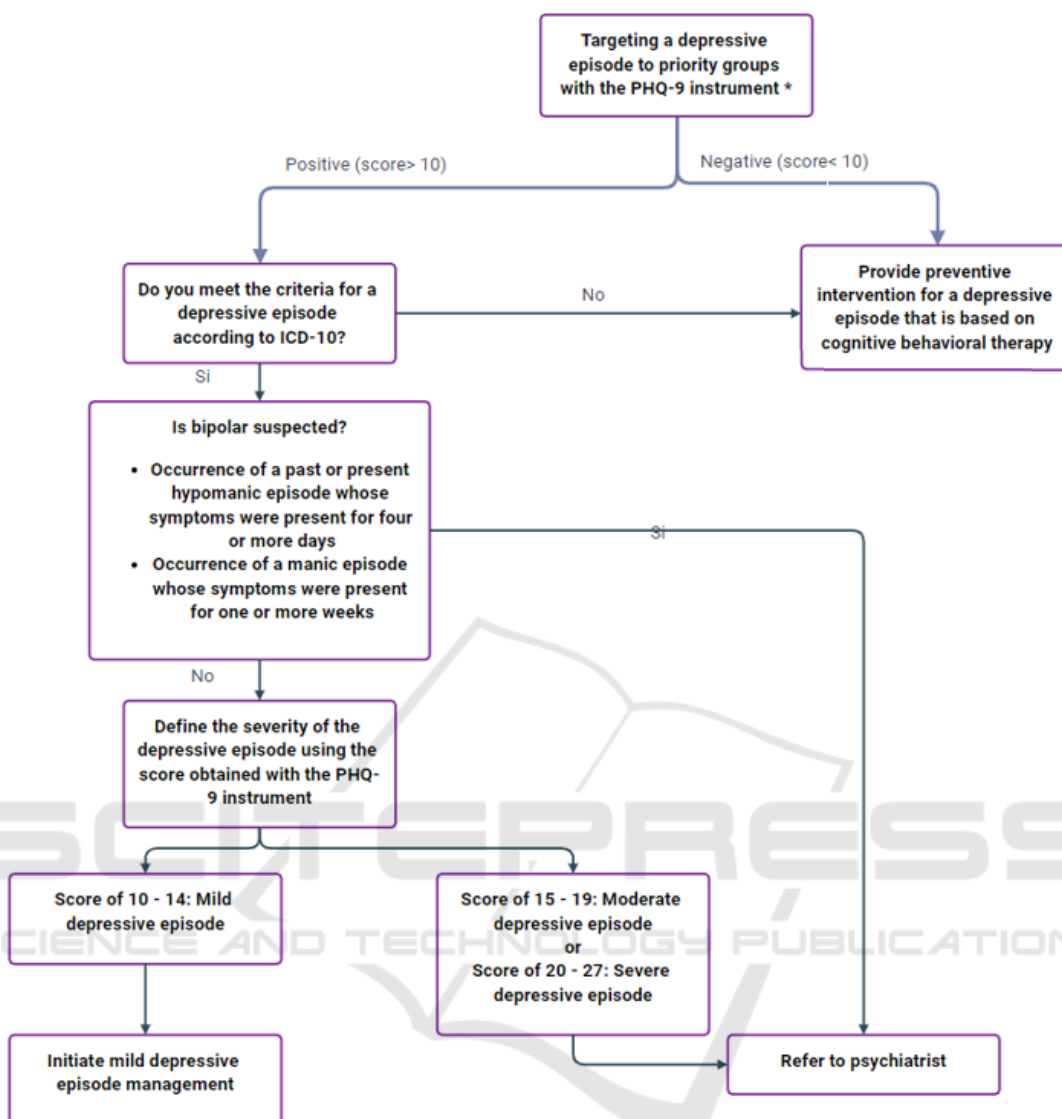 Targeting a depressive
episode to priority groups
with the PHQ-9 instrument *
Positive (score> 10)
Negative (score< 10)
Do you meet the criteria for a
depressive episode
according to ICD-10?
No
Provide preventive
intervention for a depressive
episode that is based on
cognitive behavioral therapy
Si
Is bipolar suspected?
• Occurrence of a past or present
hypomanic episode whose
symptoms were present for four
or more days
• Occurrence of a manic episode
whose symptoms were present
for one or more weeks
Si
No
Define the severity of the
depressive episode using the
score obtained with the PHQ-
9 instrument
SCITEPRESS
Score of 10 - 14: Mild
depressive episode
Score of 15 - 19: Moderate
depressive episode
or
Score of 20 - 27: Severe
depressive episode
SCIENCE AND TECHNOLOGY PUBLICATION
Initiate mild depressive
episode management
Refer to psychiatrist